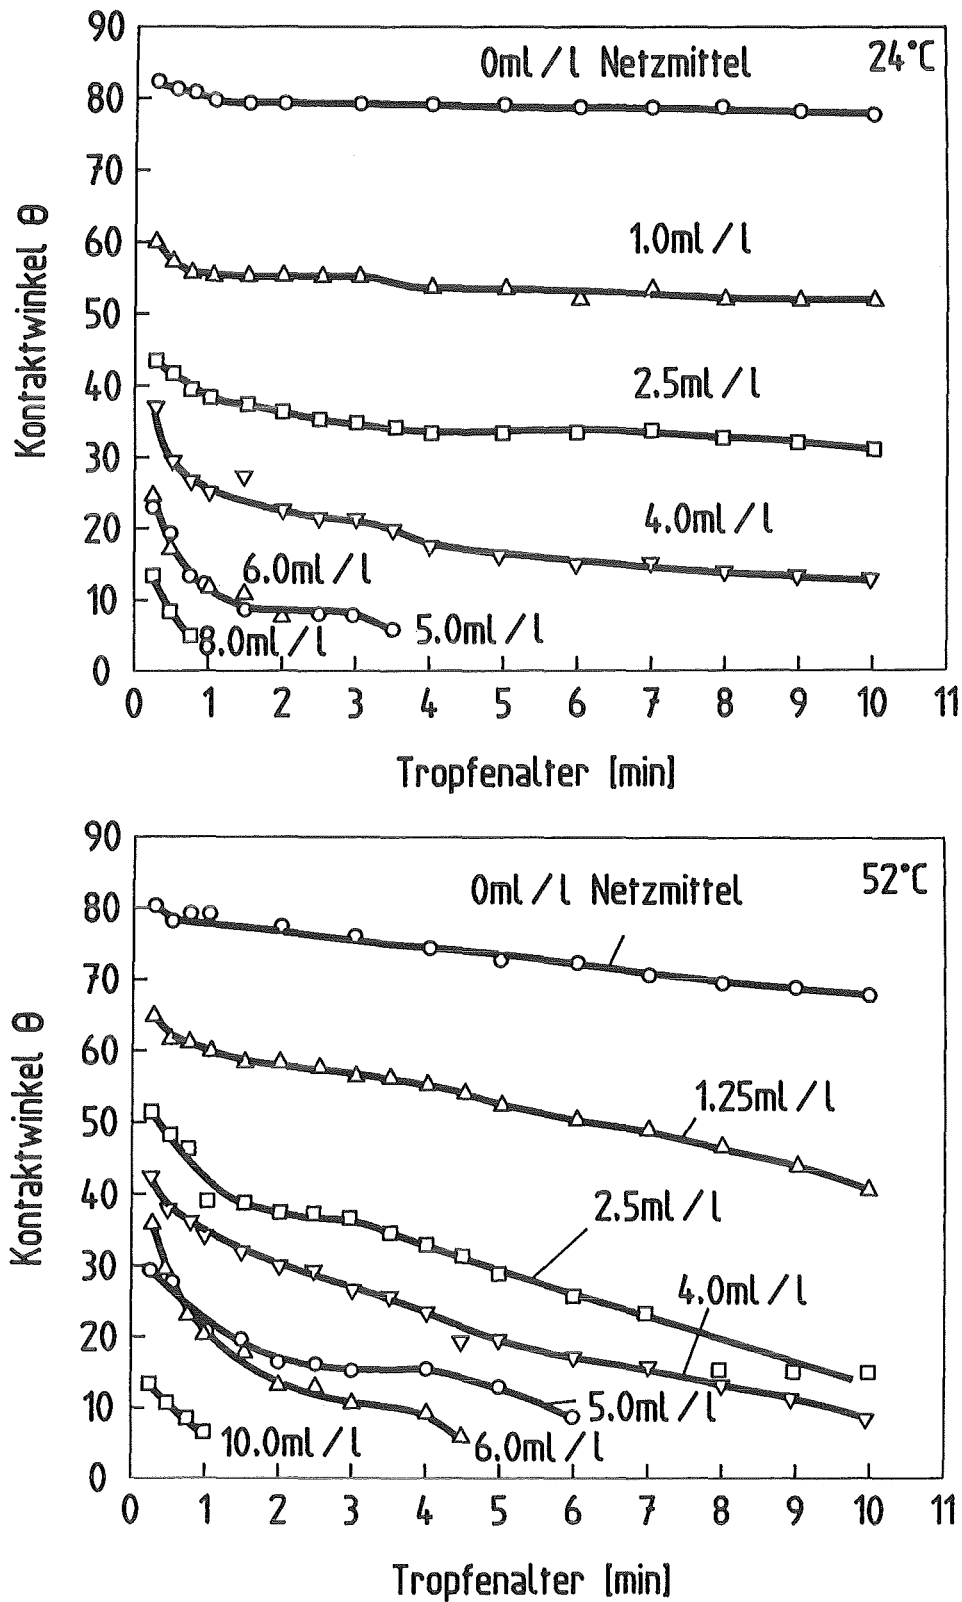 90
80
70
60
50
40
30
20
10
0
Kontaktwinkel Θ
0ml/l Netzmittel
24°C
1.0ml/l
2.5ml/l
4.0ml/l
6.0ml/l
5.0ml/l
8.0ml/l
0 1 2 3 4 5 6 7 8 9 10 11
Tropfenalter [min]
90
80
70
60
50
40
30
20
10
0
Kontaktwinkel Θ
52°C
0ml/l Netzmittel
1.25ml/l
2.5ml/l
4.0ml/l
5.0ml/l
10.0ml/l
6.0ml/l
0 1 2 3 4 5 6 7 8 9 10 11
Tropfenalter [min]